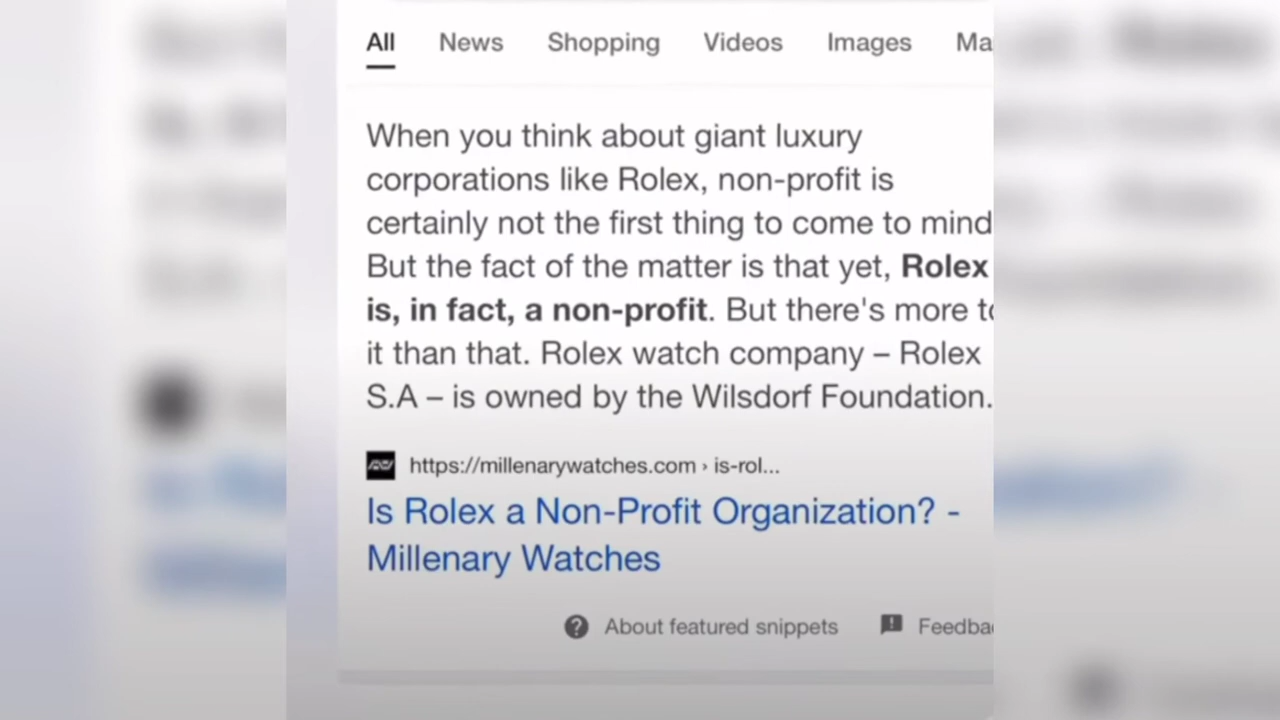 All News Shopping Videos Images Ma
When you think about giant luxury
corporations like Rolex, non-profit is
certainly not the first thing to come to mind
But the fact of the matter is that yet, Rolex
is, in fact, a non-profit. But there's more to
it than that. Rolex watch company – Rolex
S.A – is owned by the Wilsdorf Foundation.
https://millenarywatches.com › is-rol...
Is Rolex a Non-Profit Organization? -
Millenary Watches
About featured snippets Feedba